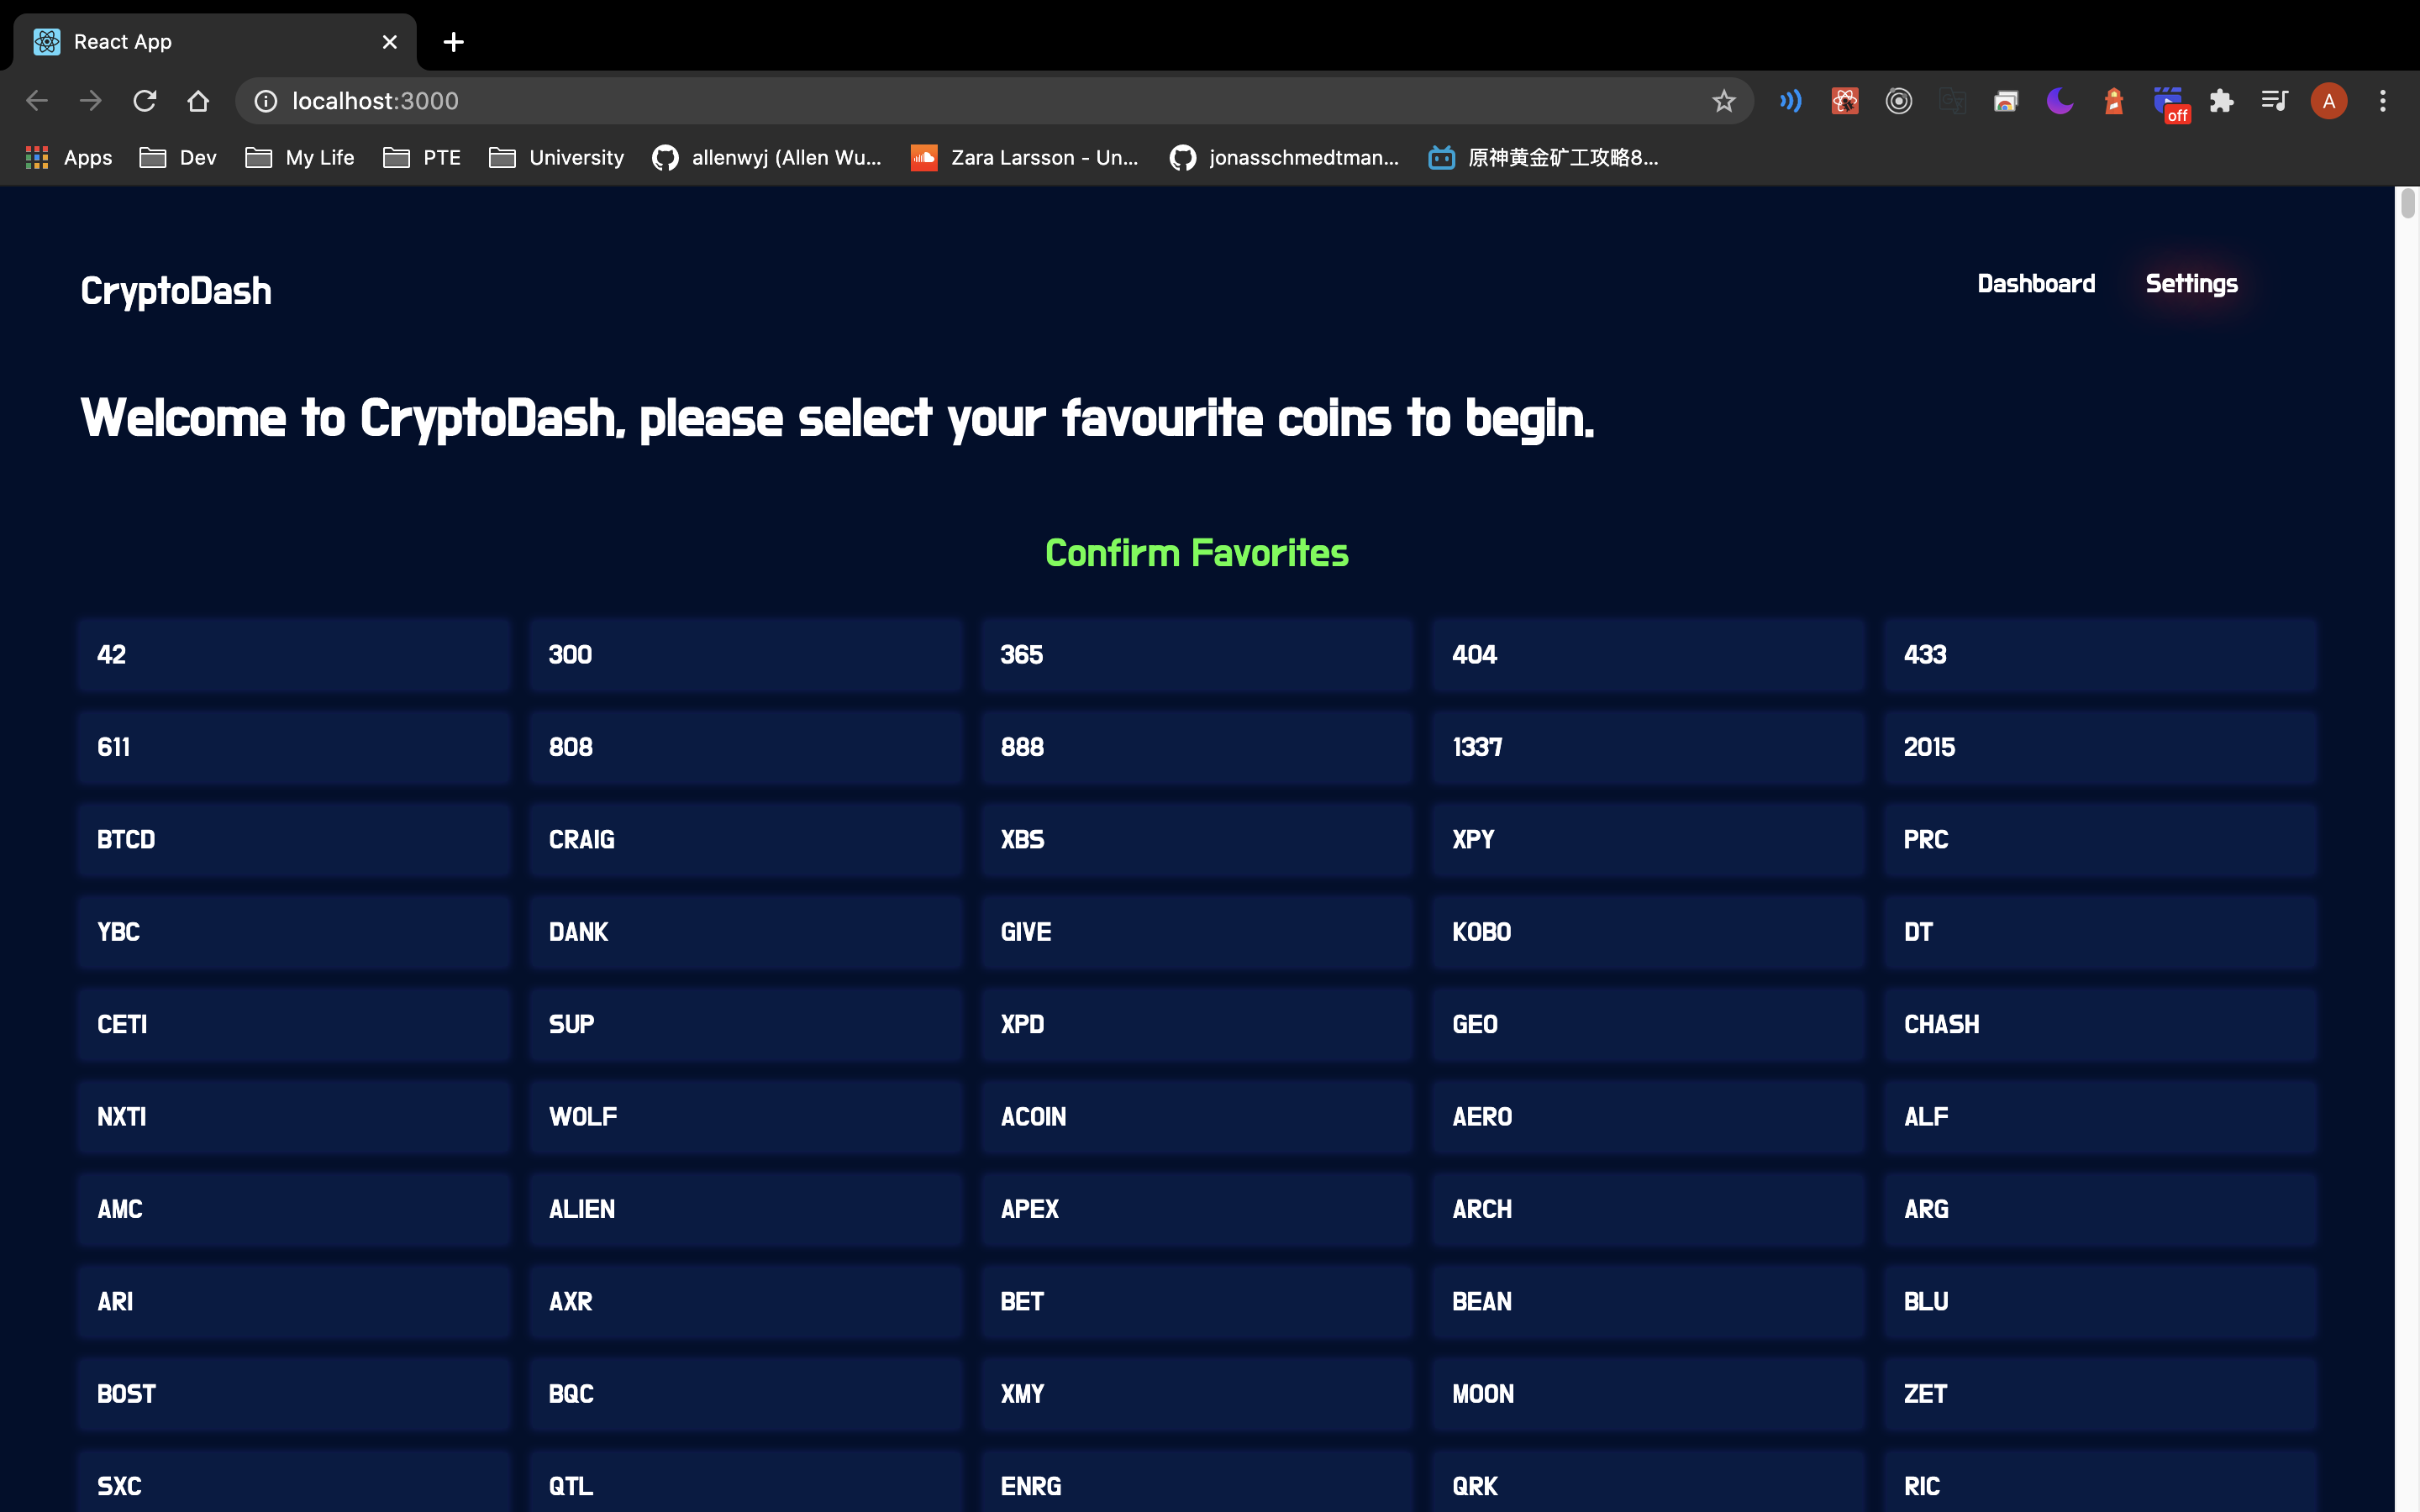 React App
localhost:3000
off
A
Apps Dev My Life PTE University allenwyj (Allen Wu... Zara Larsson - Un... jonasschmedtman... 原神黄金矿工攻略8...
CryptoDash
Dashboard Settings
Welcome to CryptoDash, please select your favourite coins to begin.
Confirm Favorites
42 300 365 404 433
611 808 888 1337 2015
BTCD CRAIG XBS XPY PRC
YBC DANK GIVE KOBO DT
CETI SUP XPD GEO CHASH
NXTI WOLF ACOIN AERO ALF
AMC ALIEN APEX ARCH ARG
ARI AXR BET BEAN BLU
BOST BQC XMY MOON ZET
SXC QTL ENRG QRK RIC